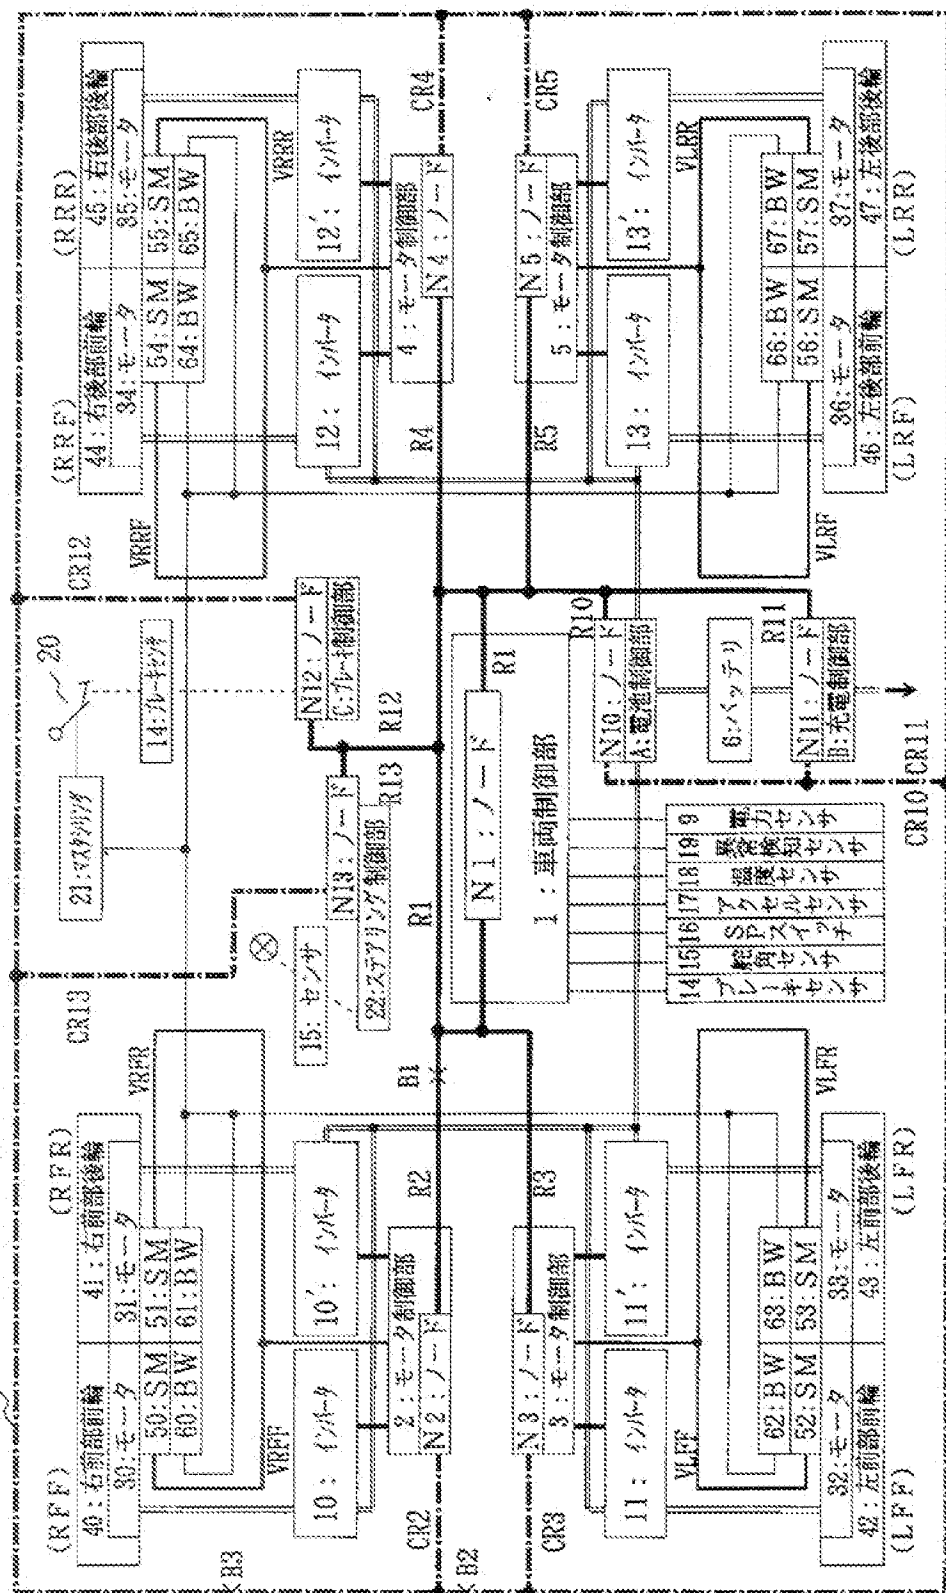 (RFF)
(RFR)
(RRF)
(RRR)
40:右前部前輪
41:右前部後輪
44:右後部前輪
45:右後部後輪
30:モータ
31:モータ
34:モータ
35:モータ
50:SM
51:SM
54:SM
55:SM
60:BW
61:BW
64:BW
65:BW
VRFF
VRFR
VRRF
VRRR
CR13
CR12
20
21:マスタシリンダ
14:ブレーキセンサ
10:インバータ
10':インバータ
12:インバータ
12':インバータ
15:センサ
22:ステアリング制御部
N13:ノード
N12:ノード
C:ブレーキ制御部
R13
R12
2:モータ制御部
N2:ノード
4:モータ制御部
N4:ノード
CR2
R2
B1
R1
R4
CR4
B3
B2
N1:ノード
R1
1:車両制御部
CR3
R3
R5
CR5
N3:ノード
3:モータ制御部
N5:ノード
5:モータ制御部
R10
N10:ノード
A:電池制御部
6:バッテリ
R11
N11:ノード
B:充電制御部
CR10
CR11
14 ブレーキセンサ
15 舵角センサ
16 SPスイッチ
17 アクセルセンサ
18 温度センサ
19 異常検知センサ
9 電力センサ
11:インバータ
11':インバータ
13:インバータ
13':インバータ
VLFF
VLFR
VLRF
VLRR
62:BW
63:BW
66:BW
67:BW
52:SM
53:SM
56:SM
57:SM
32:モータ
33:モータ
36:モータ
37:モータ
42:左前部前輪
43:左前部後輪
46:左後部前輪
47:左後部後輪
(LFF)
(LFR)
(LRF)
(LRR)